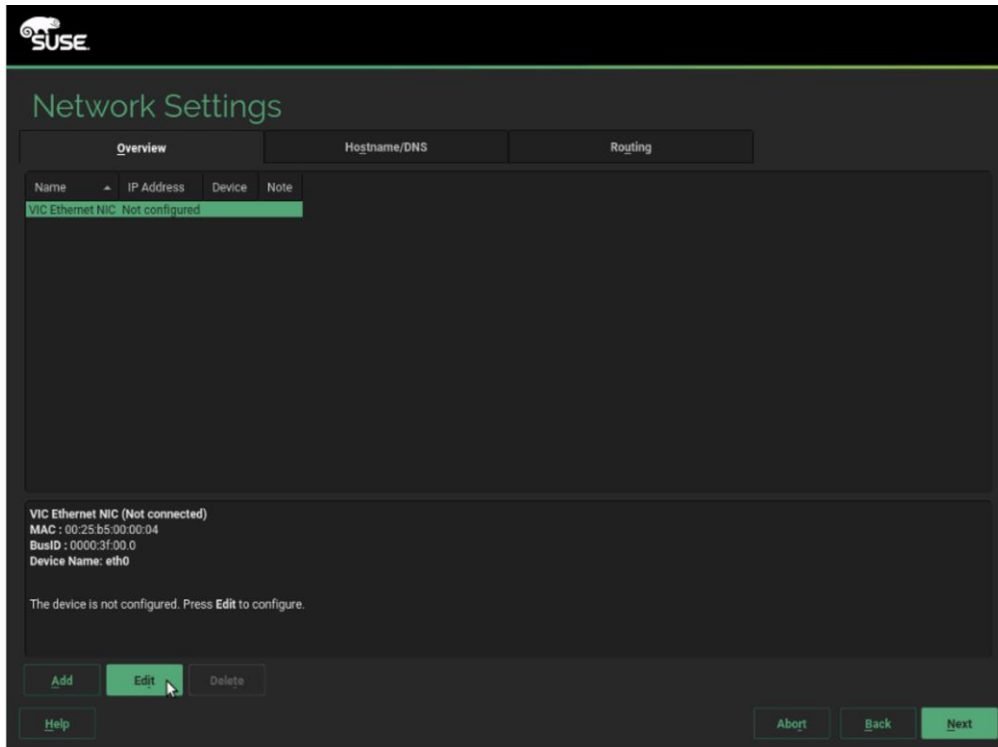 SUSE.
Network Settings
Overview Hostname/DNS Routing
Name IP Address Device Note
VIC Ethernet NIC Not configured
VIC Ethernet NIC (Not connected)
MAC : 00:25:b5:00:00:04
BusID : 0000:3f:00.0
Device Name: eth0
The device is not configured. Press Edit to configure.
Add Edit Delete
Help Abort Back Next